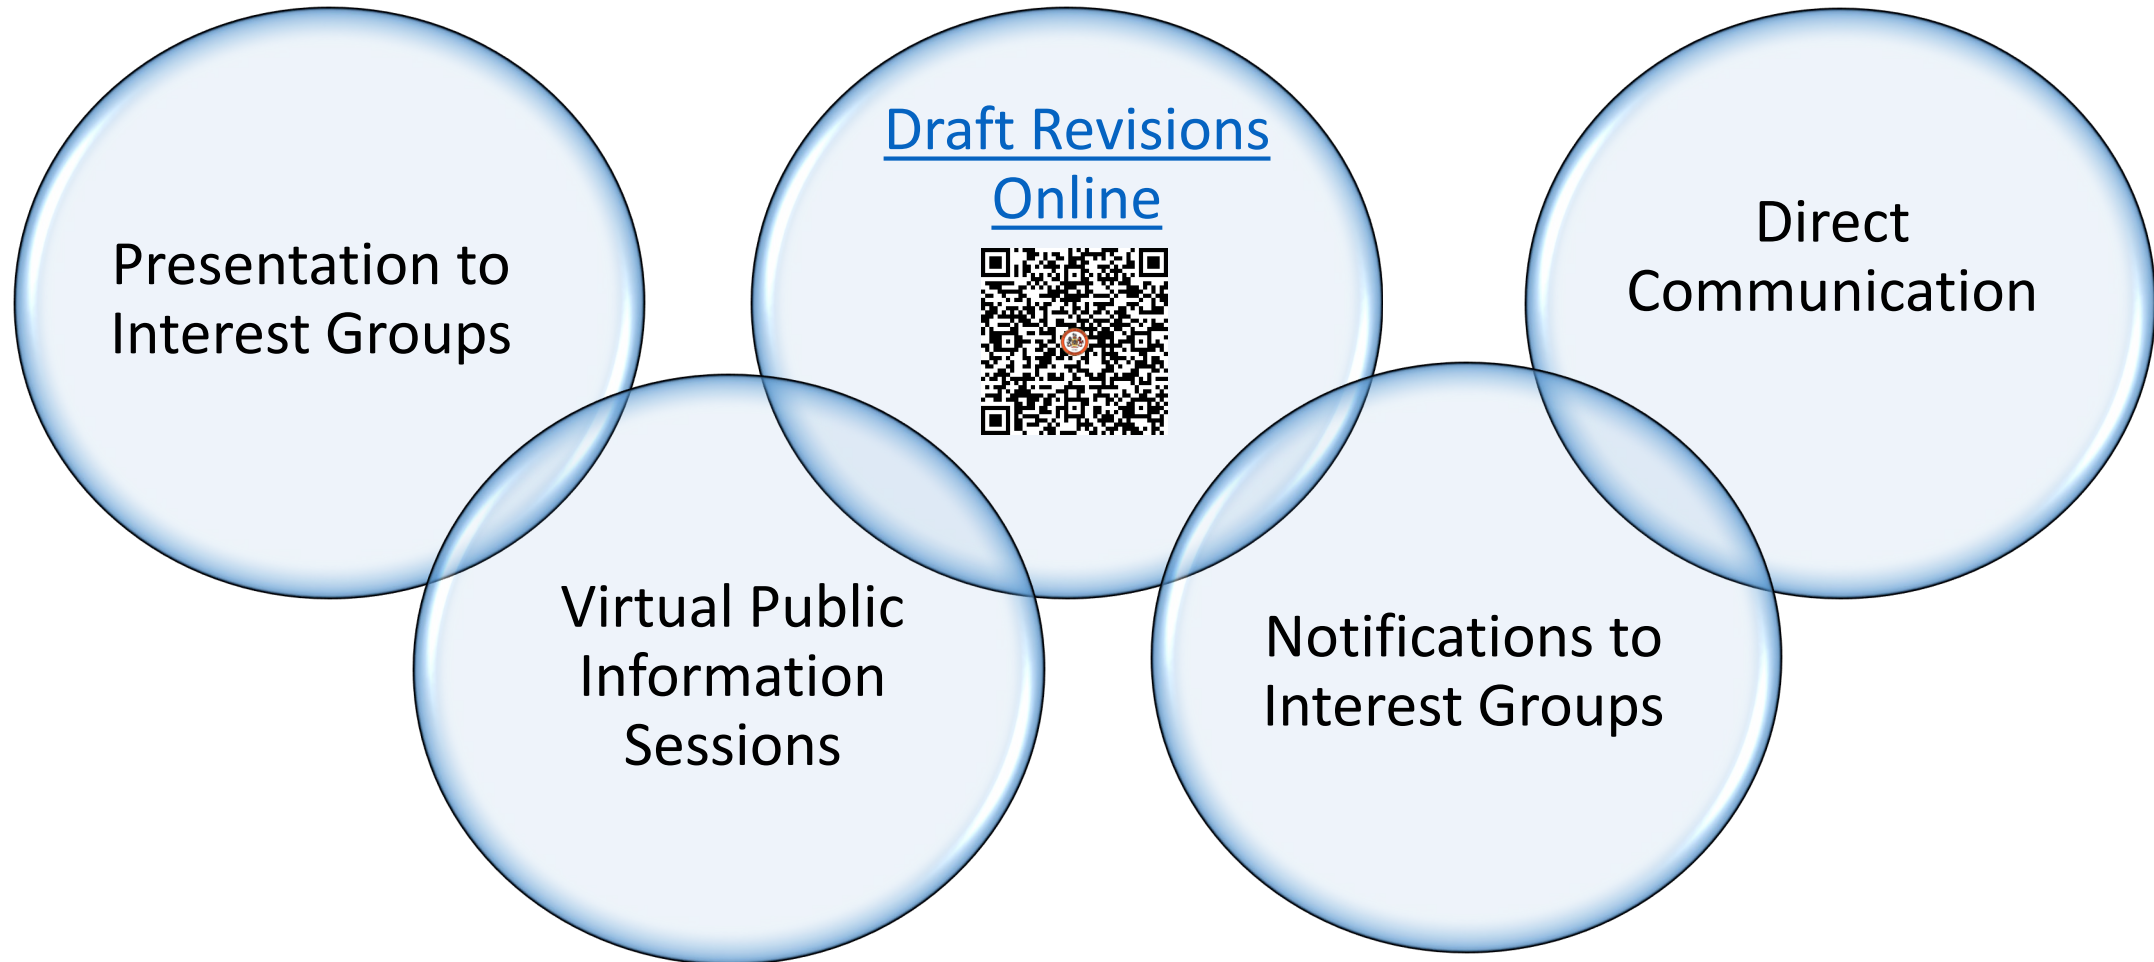 Presentation to
Interest Groups
Virtual Public
Information
Sessions
Draft Revisions
Online
Notifications to
Interest Groups
Direct
Communication